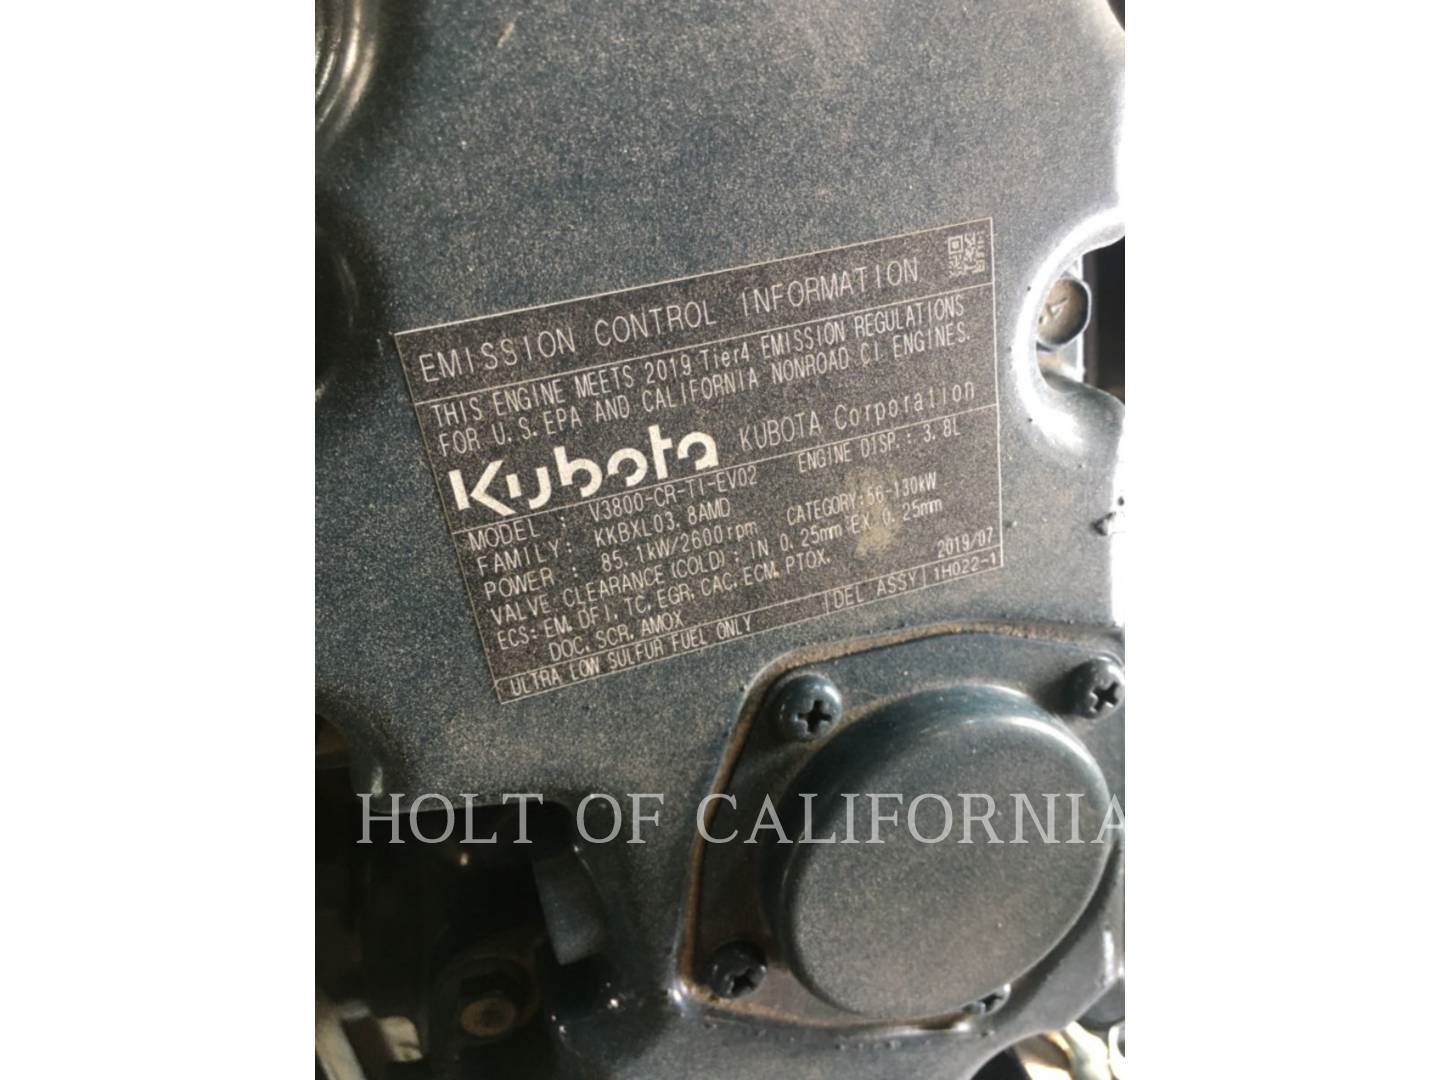 EMISSION CONTROL INFORMATION
THIS ENGINE MEETS 2019 Tier4 EMISSION REGULATIONS
FOR U.S.EPA AND CALIFORNIA NONROAD CI ENGINES.
Kubota KUBOTA Corporation
MODEL : V3800-CR-TI-EV02 ENGINE DISP.: 3.8L
FAMILY: KKBXL03.8AMD
POWER : 85.1kW/2600rpm CATEGORY:56-130kW
VALVE CLEARANCE(COLD): IN 0.25mm EX 0.25mm
ECS: EM,DFI,TC,EGR,CAC,ECM,PTOX, 2019/07
DOC,SCR,AMOX
ULTRA LOW SULFUR FUEL ONLY DEL ASSY 1H022-1
HOLT OF CALIFORNIA